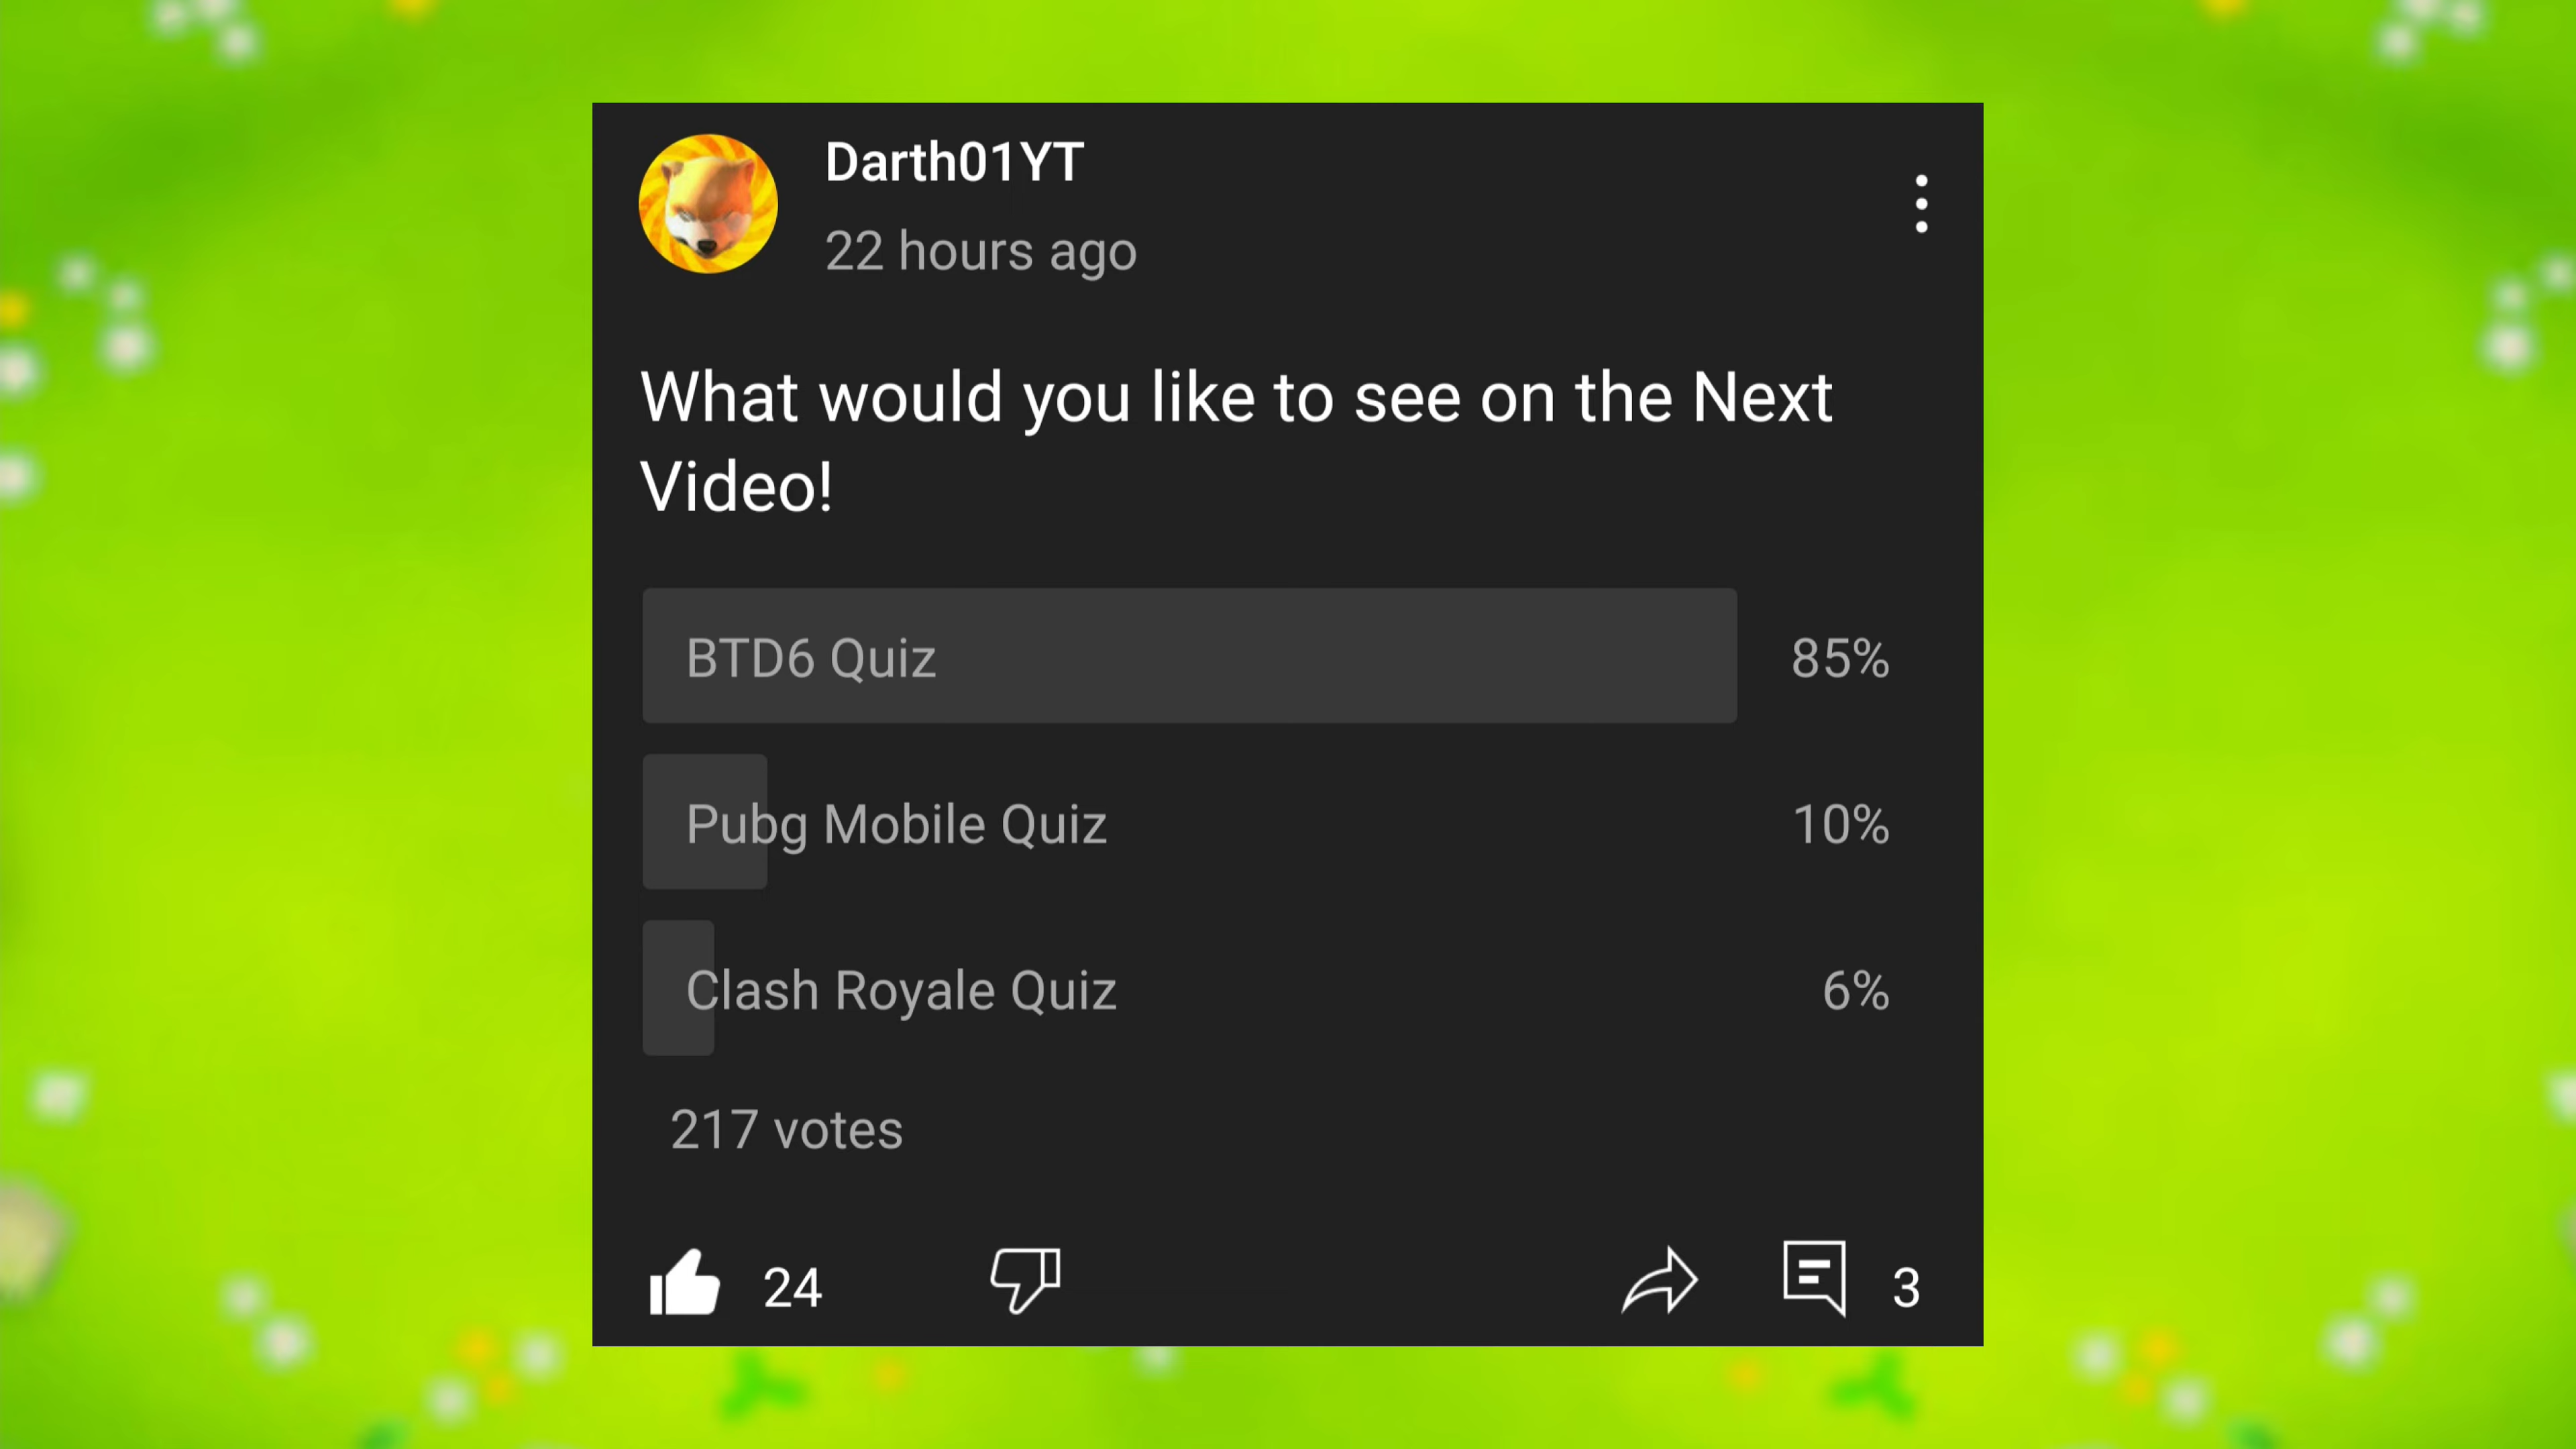 Darth01YT
22 hours ago
What would you like to see on the Next
Video!
BTD6 Quiz 85%
Pubg Mobile Quiz 10%
Clash Royale Quiz 6%
217 votes
24 3